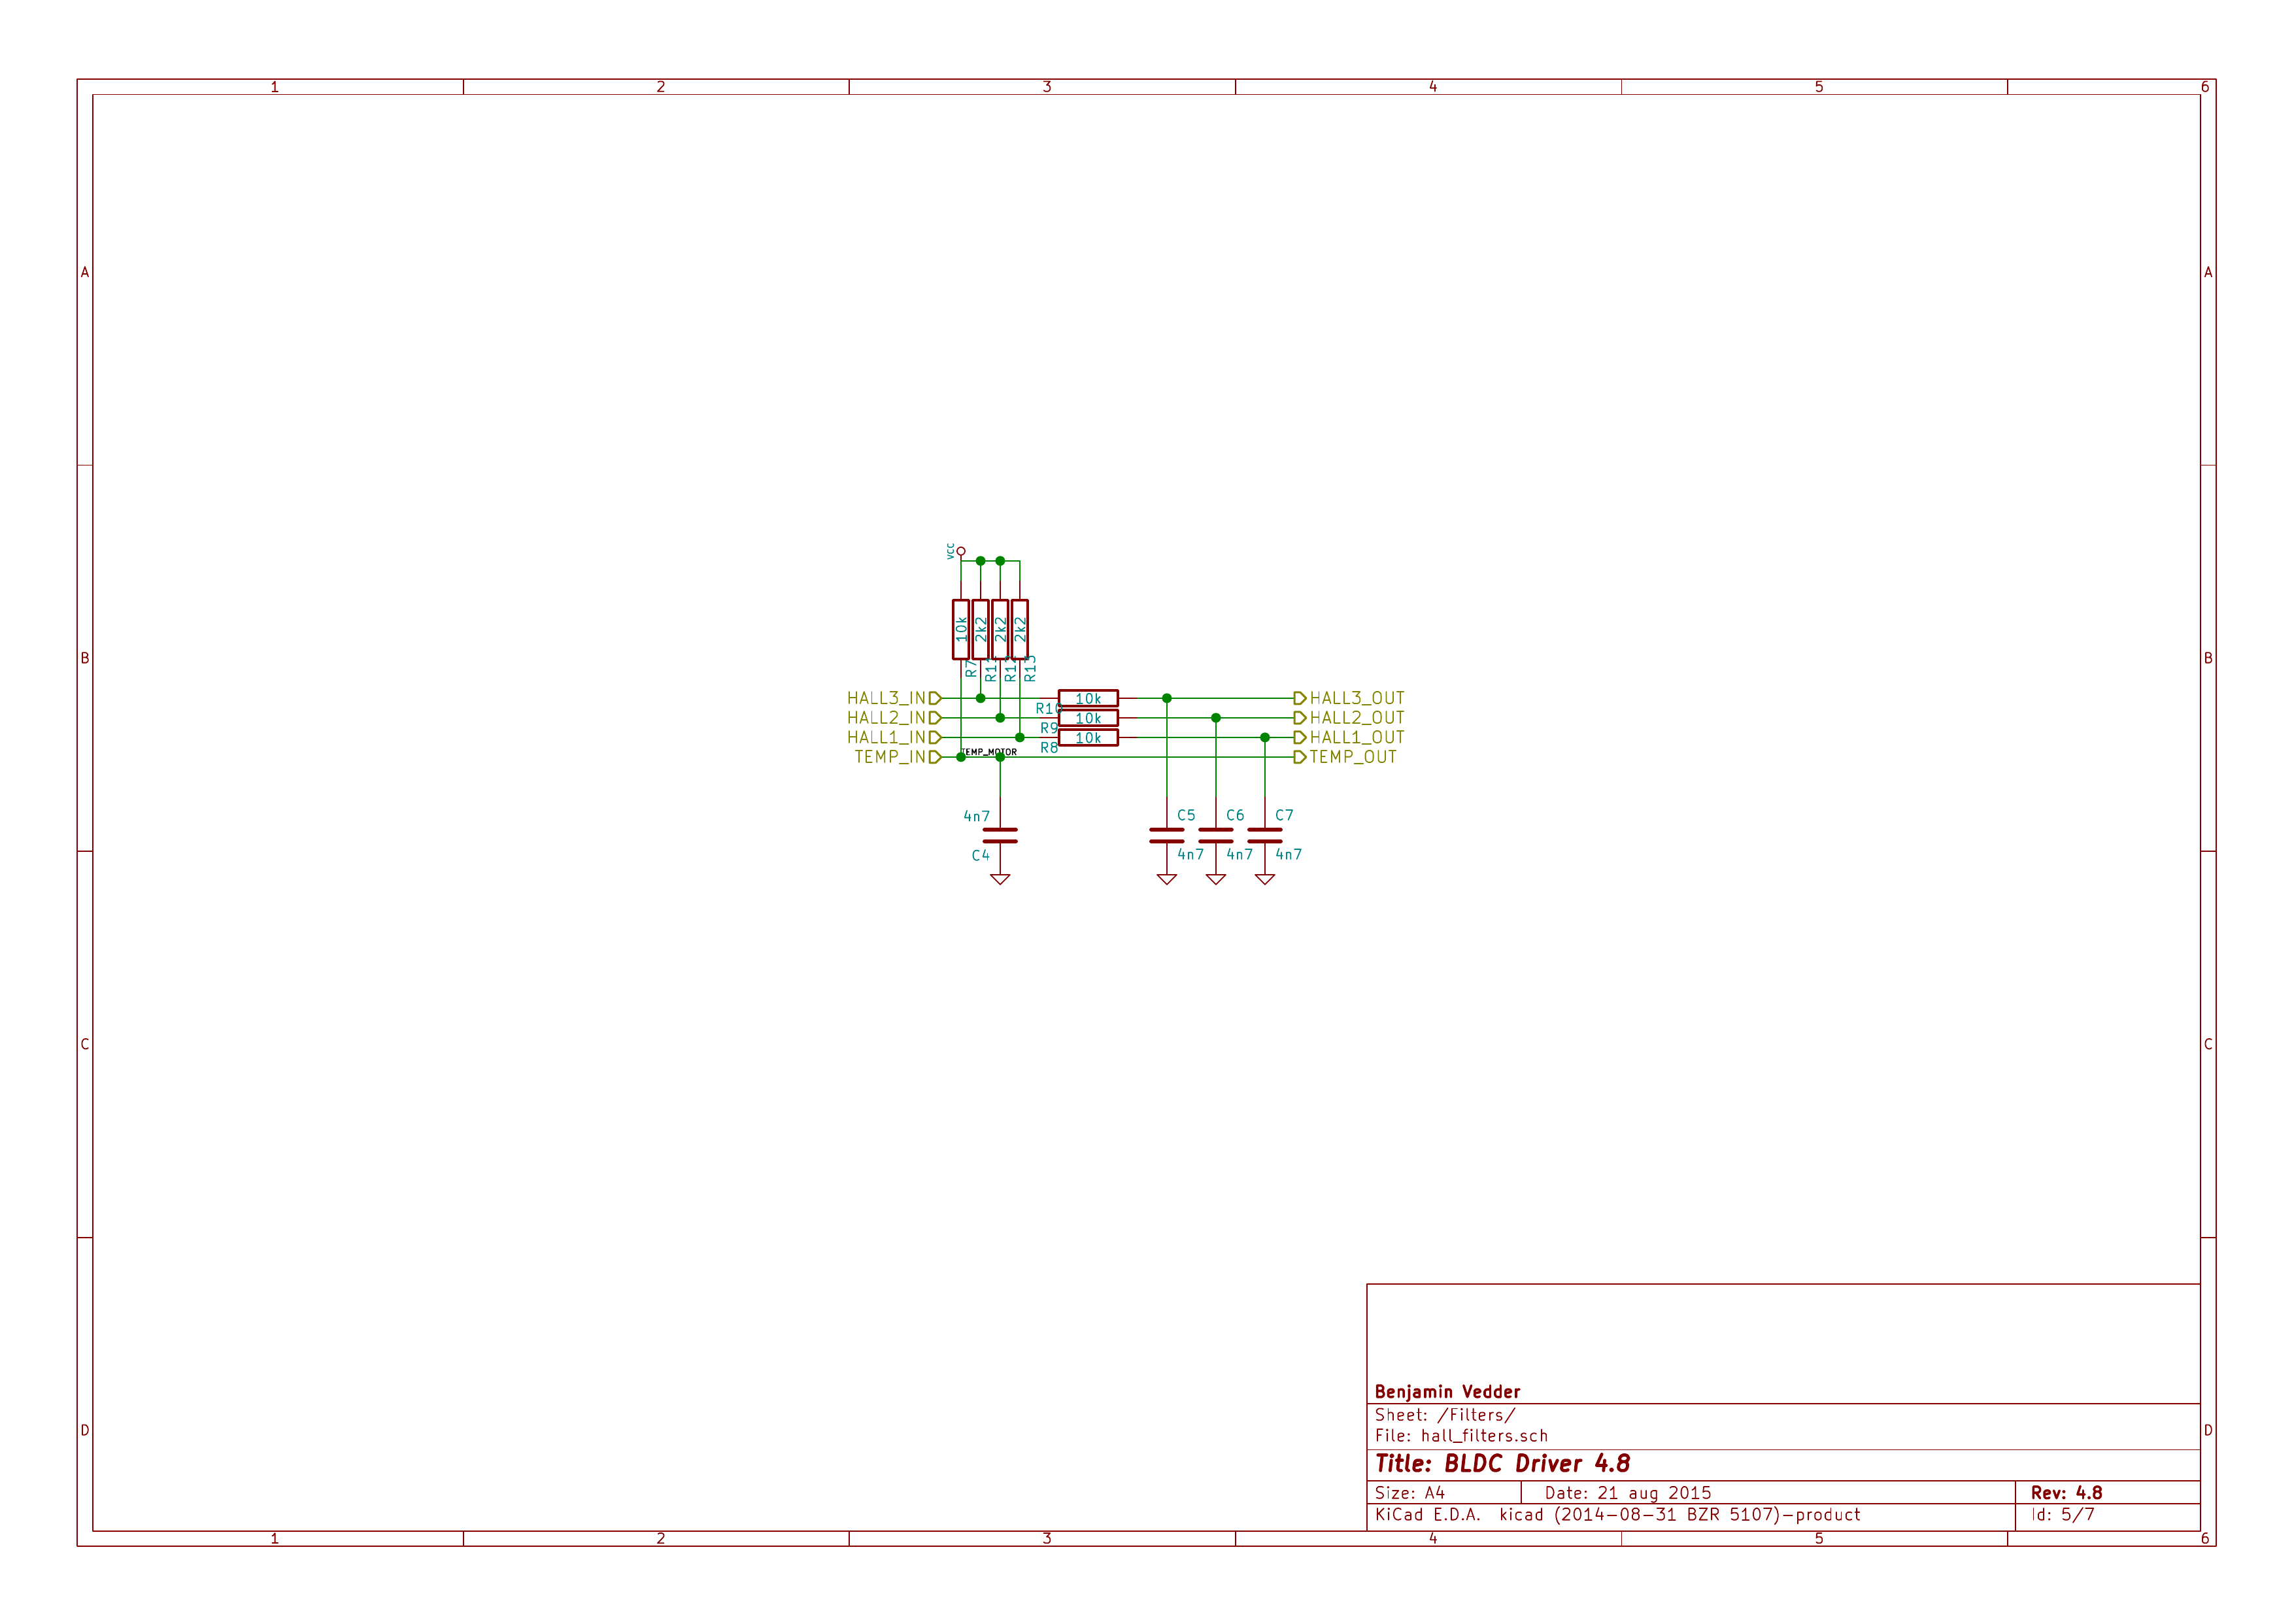 1 2 3 4 5 6
A A
VCC
10k 2k2 2k2 2k2
B B
R7 R11 R12 R13
HALL3_IN 10k HALL3_OUT
R10
HALL2_IN 10k HALL2_OUT
R9
HALL1_IN 10k HALL1_OUT
R8
TEMP_MOTOR
TEMP_IN TEMP_OUT
4n7 C5 C6 C7
C4 4n7 4n7 4n7
C C
Benjamin Vedder
Sheet: /Filters/
File: hall_filters.sch
D D
Title: BLDC Driver 4.8
Size: A4 Date: 21 aug 2015 Rev: 4.8
KiCad E.D.A. kicad (2014-08-31 BZR 5107)-product Id: 5/7
1 2 3 4 5 6